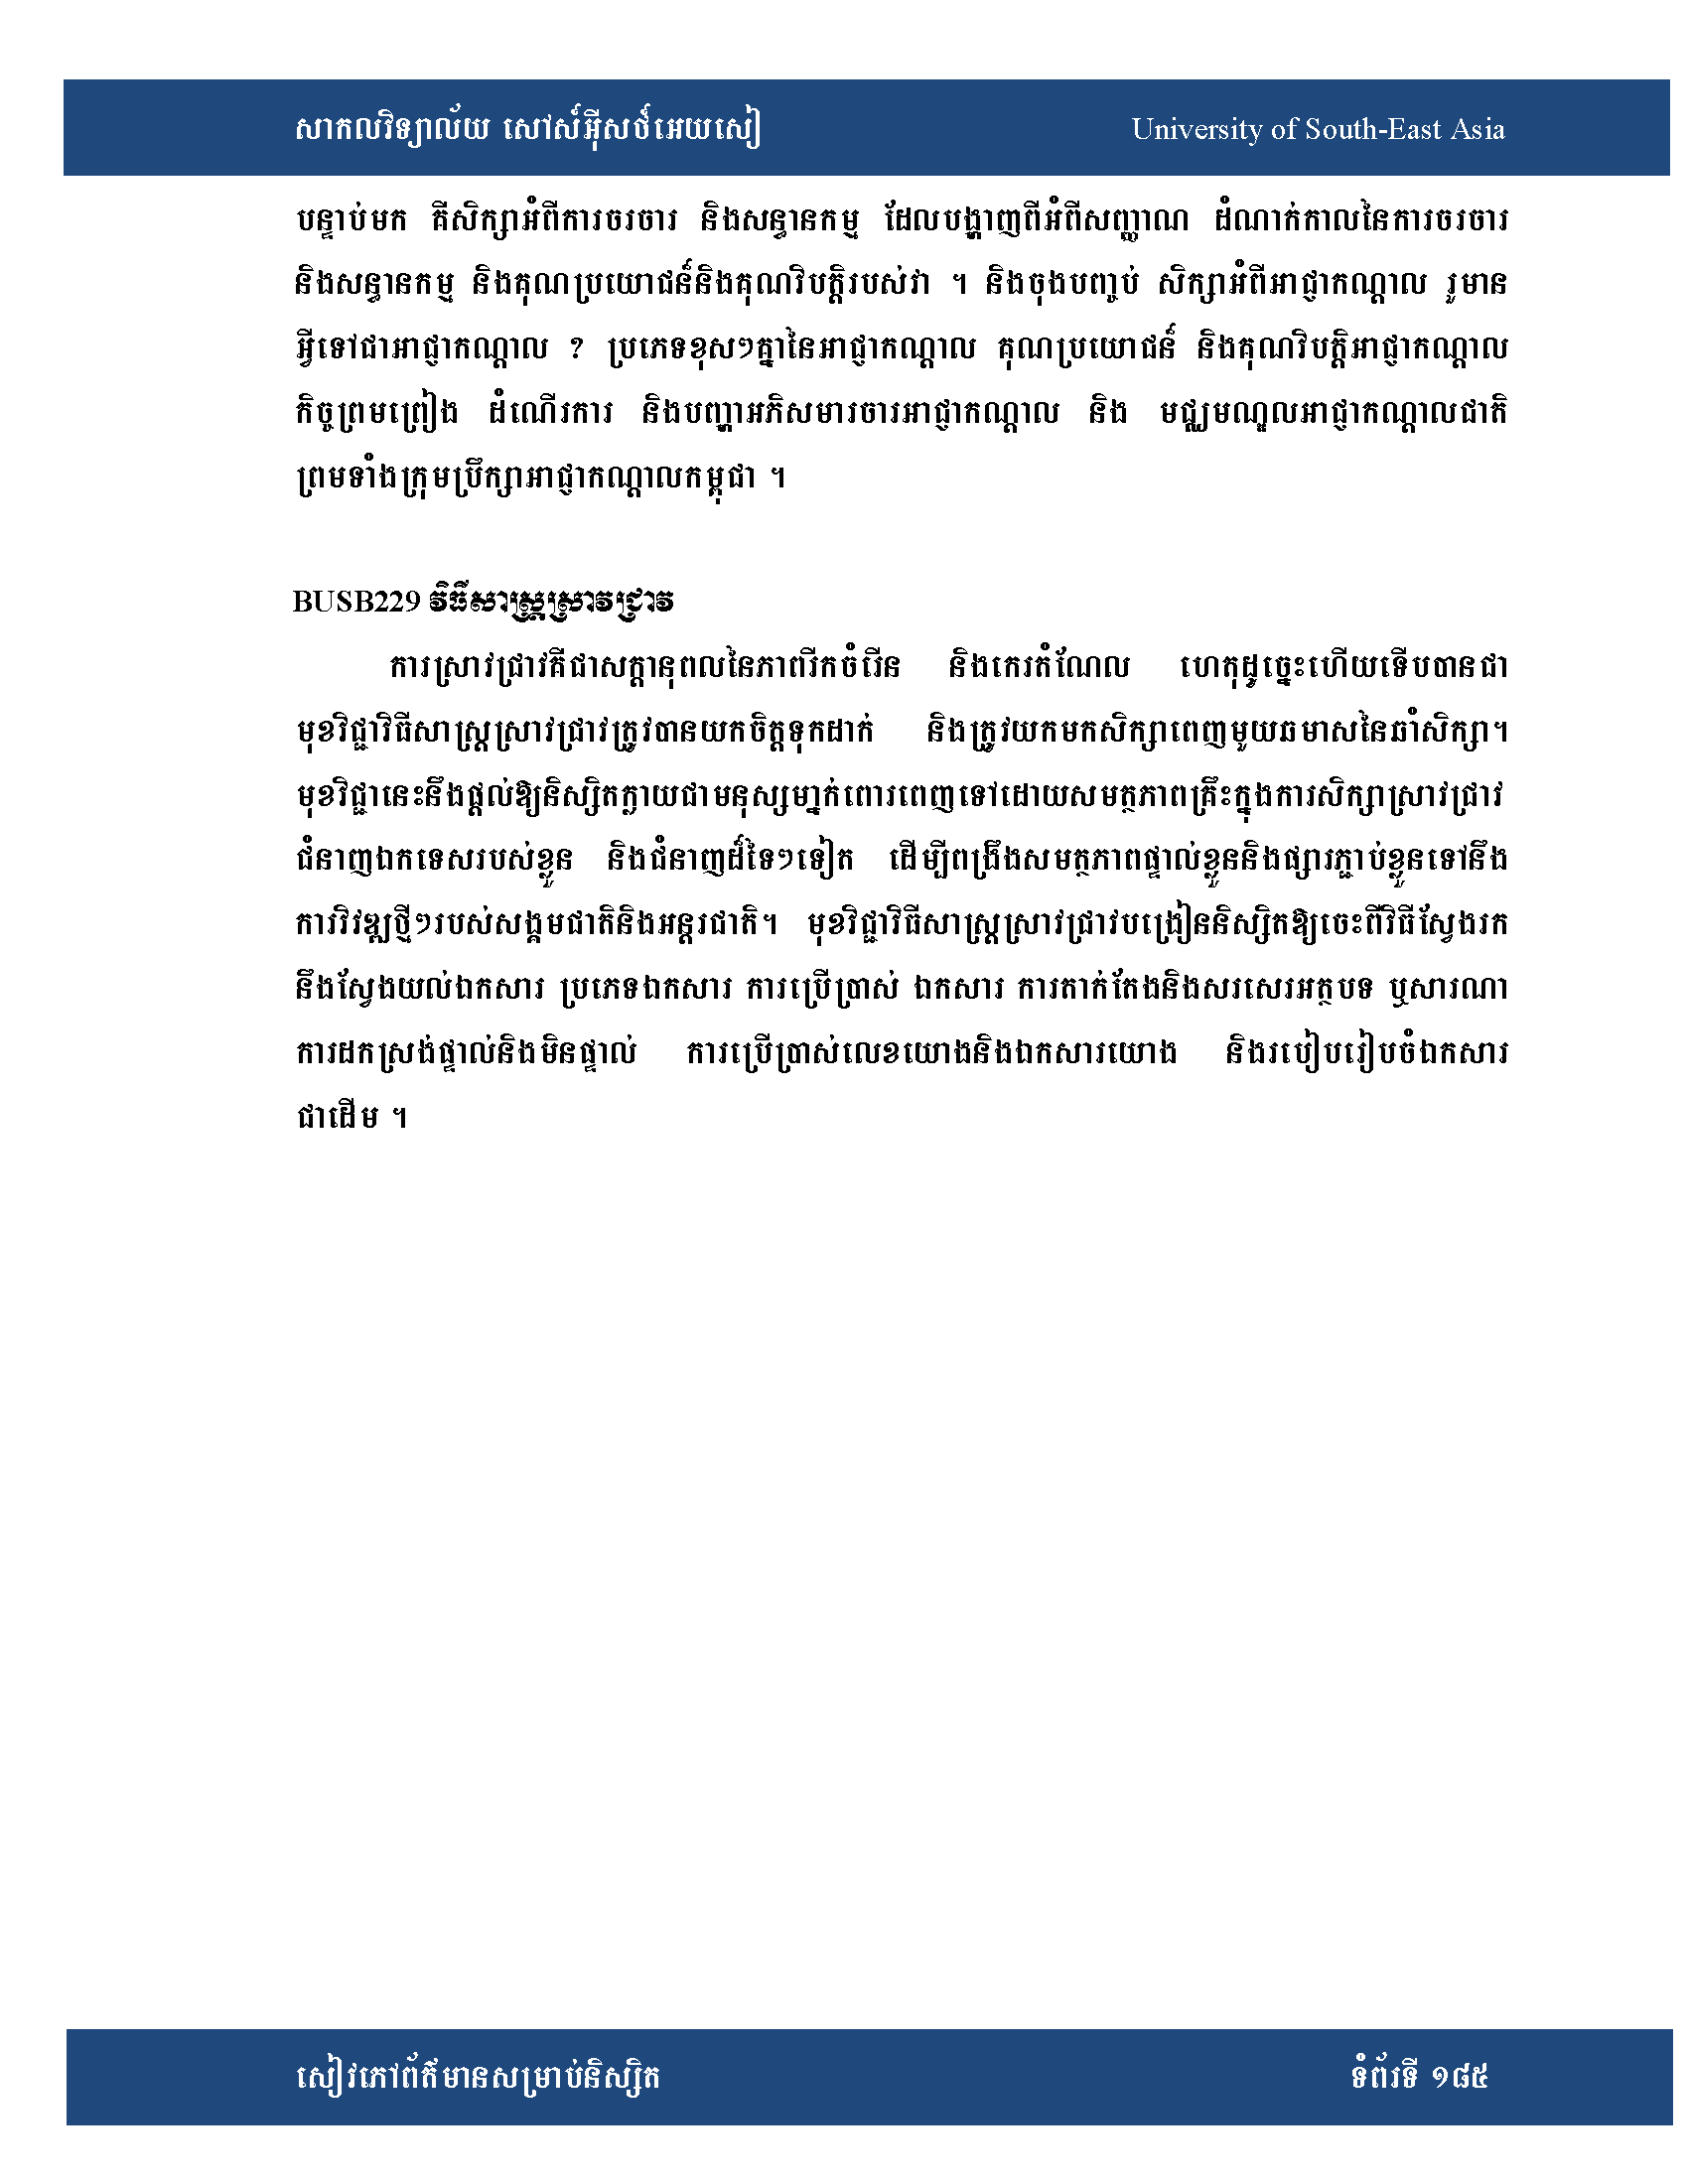 សាកលវិទ្យាល័យ សៅស៍អ៊ីសថ៍អេយសៀ University of South-East Asia
បន្ទាប់មក គឺសិក្សាអំពីការចរចារ និងសន្ធានកម្ម ដែលបង្ហាញពីអំពីសញ្ញាណ ដំណាក់កាលនៃការចរចារ
និងសន្ធានកម្ម និងគុណប្រយោជន៍និងគុណវិបត្តិរបស់វា ។ និងចុងបញ្ចប់ សិក្សាអំពីអាជ្ញាកណ្តាល រួមាន
អ្វីទៅជាអាជ្ញាកណ្តាល ? ប្រភេទខុសៗគ្នានៃអាជ្ញាកណ្តាល គុណប្រយោជន៍ និងគុណវិបត្តិអាជ្ញាកណ្តាល
កិច្ចព្រមព្រៀង ដំណើរការ និងបញ្ហាអភិសមារចារអាជ្ញាកណ្តាល និង មជ្ឈមណ្ឌលអាជ្ញាកណ្តាលជាតិ
ព្រមទាំងក្រុមប្រឹក្សាអាជ្ញាកណ្តាលកម្ពុជា ។
BUSB229 វិធីសាស្ត្រស្រាវជ្រាវ
ការស្រាវជ្រាវគឺជាសក្តានុពលនៃភាពរីកចំរើន និងកេរតំណែល ហេតុដូច្នេះហើយទើបបានជា
មុខវិជ្ជាវិធីសាស្ត្រស្រាវជ្រាវត្រូវបានយកចិត្តទុកដាក់ និងត្រូវយកមកសិក្សាពេញមួយឆមាសនៃឆ្នាំសិក្សា។
មុខវិជ្ជានេះនឹងផ្តល់ឱ្យនិស្សិតក្លាយជាមនុស្សម្នាក់ពោរពេញទៅដោយសមត្ថភាពគ្រឹះក្នុងការសិក្សាស្រាវជ្រាវ
ជំនាញឯកទេសរបស់ខ្លួន និងជំនាញដ៏ទៃៗទៀត ដើម្បីពង្រឹងសមត្ថភាពផ្ទាល់ខ្លួននិងផ្សារភ្ជាប់ខ្លួនទៅនឹង
ការវិវឌ្ឍថ្មីៗរបស់សង្គមជាតិនិងអន្តរជាតិ។ មុខវិជ្ជាវិធីសាស្ត្រស្រាវជ្រាវបង្រៀននិស្សិតឱ្យចេះពីវិធីស្វែងរក
នឹងស្វែងយល់ឯកសារ ប្រភេទឯកសារ ការប្រើប្រាស់ ឯកសារ ការតាក់តែងនិងសរសេរអត្ថបទ ឬសារណា
ការដកស្រង់ផ្ទាល់និងមិនផ្ទាល់ ការប្រើប្រាស់លេខយោងនិងឯកសារយោង និងរបៀបរៀបចំឯកសារ
ជាដើម ។
សៀវភៅព័ត៌មានសម្រាប់និស្សិត ទំព័រទី ១៨៥